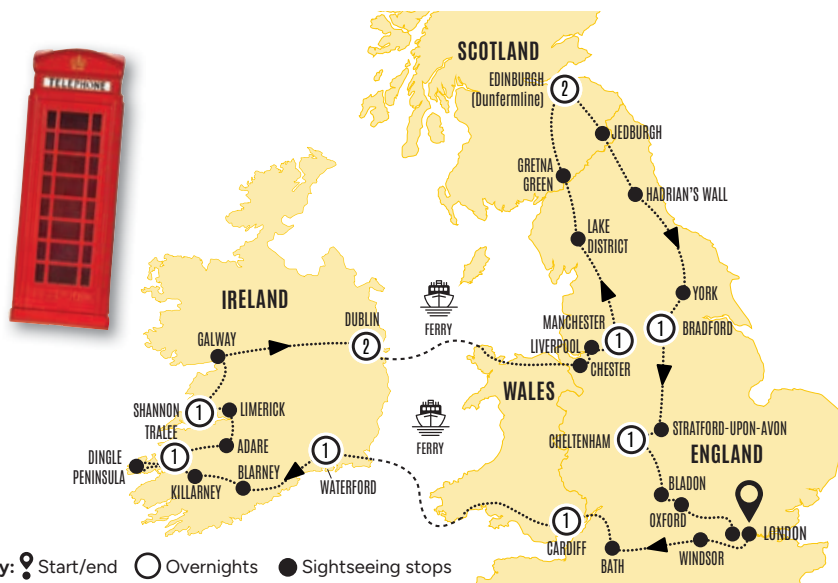 TELEPHONE
SCOTLAND
EDINBURGH
(Dunfermline)
2
JEDBURGH
GRETNA
GREEN
HADRIAN'S WALL
LAKE
DISTRICT
YORK
IRELAND
DUBLIN
2
GALWAY
FERRY
MANCHESTER
1
LIVERPOOL
CHESTER
1
BRADFORD
WALES
SHANNON
1
LIMERICK
TRALEE
1
ADARE
DINGLE
PENINSULA
KILLARNEY
BLARNEY
1
WATERFORD
FERRY
STRATFORD-UPON-AVON
CHELTENHAM
1
ENGLAND
BLADON
OXFORD
LONDON
1
CARDIFF
BATH
WINDSOR
y: Start/end Overnights Sightseeing stops